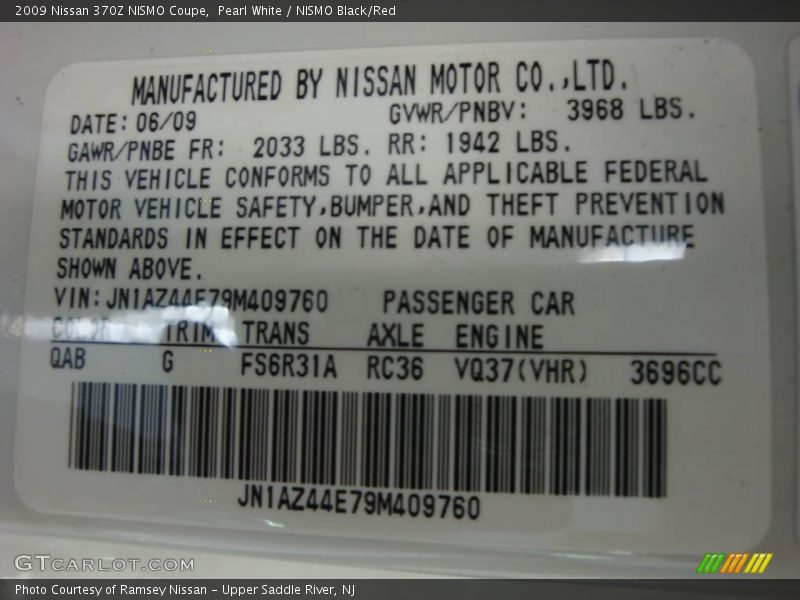 2009 Nissan 370Z NISMO Coupe,  Pearl White / NISMO Black/Red
MANUFACTURED BY NISSAN MOTOR CO.,LTD.
DATE: 06/09 GVWR/PNBV: 3968 LBS.
GAWR/PNBE FR: 2033 LBS. RR: 1942 LBS.
THIS VEHICLE CONFORMS TO ALL APPLICABLE FEDERAL
MOTOR VEHICLE SAFETY,BUMPER,AND THEFT PREVENTION
STANDARDS IN EFFECT ON THE DATE OF MANUFACTURE
SHOWN ABOVE.
VIN: JN1AZ44E79M409760 PASSENGER CAR
COLOR TRIM TRANS AXLE ENGINE
QAB G FS6R31A RC36 VQ37(VHR) 3696CC
JN1AZ44E79M409760
GTCARLOT.COM
Photo Courtesy of Ramsey Nissan - Upper Saddle River, NJ